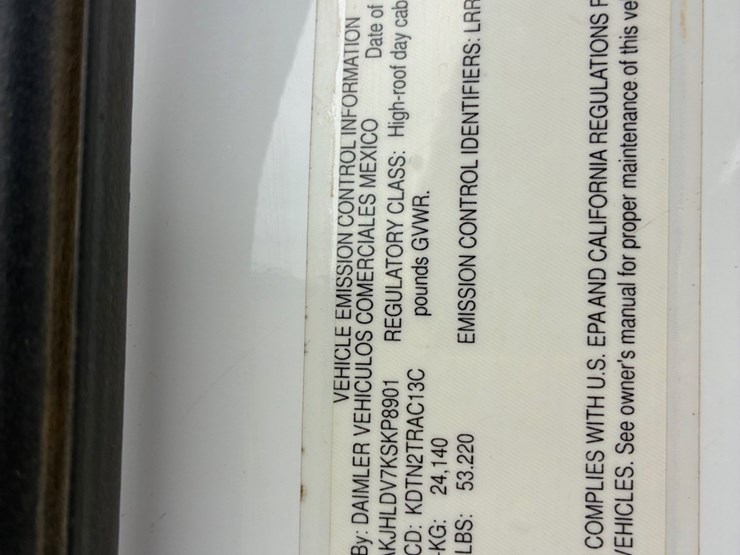 VEHICLE EMISSION CONTROL INFORMATION
By: DAIMLER VEHICULOS COMERCIALES MEXICO Date of
KJHLDV7KSKP8901 REGULATORY CLASS: High-roof day cab
CD: KDTN2TRAC13C pounds GVWR.
-KG: 24,140
LBS: 53.220 EMISSION CONTROL IDENTIFIERS: LRR
COMPLIES WITH U.S. EPA AND CALIFORNIA REGULATIONS F
EHICLES. See owner's manual for proper maintenance of this ve